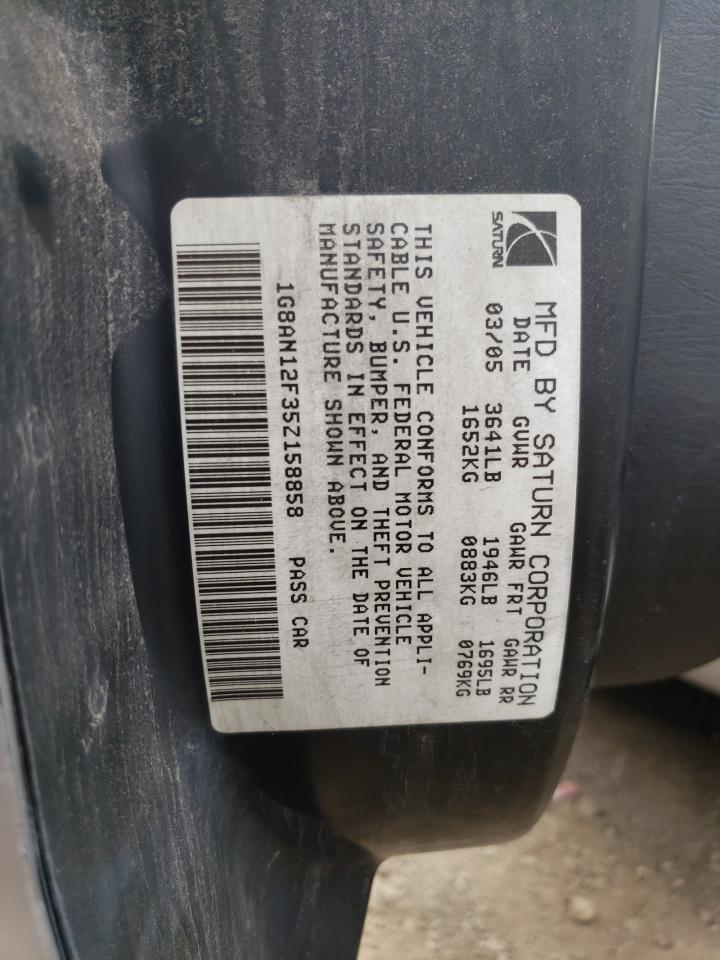 SATURN
MFD BY SATURN CORPORATION
DATE GVWR GAWR FRT GAWR RR
03/05 3641LB 1946LB 1695LB
1652KG 0883KG 0769KG
THIS VEHICLE CONFORMS TO ALL APPLI-
CABLE U.S. FEDERAL MOTOR VEHICLE
SAFETY, BUMPER, AND THEFT PREVENTION
STANDARDS IN EFFECT ON THE DATE OF
MANUFACTURE SHOWN ABOVE.
1G8AN12F35Z158858 PASS CAR